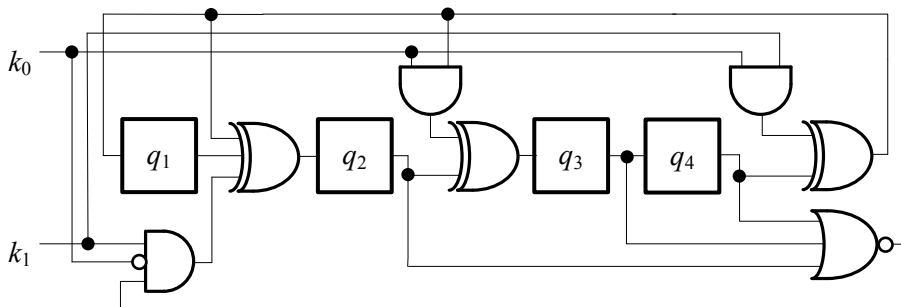 k₀
q₁ q₂ q₃ q₄
k₁